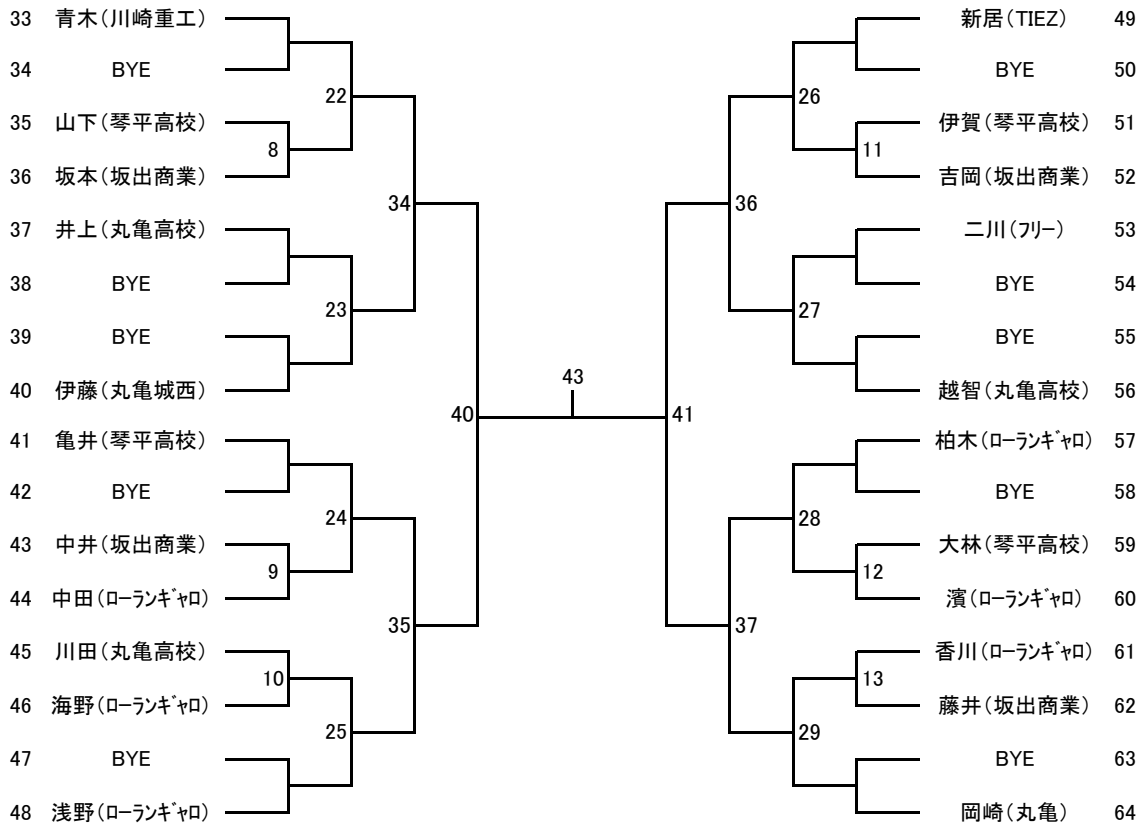 33 青木(川崎重工)
34 BYE
22
35 山下(琴平高校)
8
36 坂本(坂出商業)
34
37 井上(丸亀高校)
38 BYE
23
39 BYE
40 伊藤(丸亀城西)
40
41 亀井(琴平高校)
42 BYE
24
43 中井(坂出商業)
9
44 中田(ローランギャロ)
35
45 川田(丸亀高校)
10
46 海野(ローランギャロ)
25
47 BYE
48 浅野(ローランギャロ)
43
新居(TIEZ) 49
BYE 50
26
伊賀(琴平高校) 51
11
吉岡(坂出商業) 52
36
二川(フリー) 53
BYE 54
27
BYE 55
越智(丸亀高校) 56
41
柏木(ローランギャロ) 57
BYE 58
28
大林(琴平高校) 59
12
濱(ローランギャロ) 60
37
香川(ローランギャロ) 61
13
藤井(坂出商業) 62
29
BYE 63
岡崎(丸亀) 64